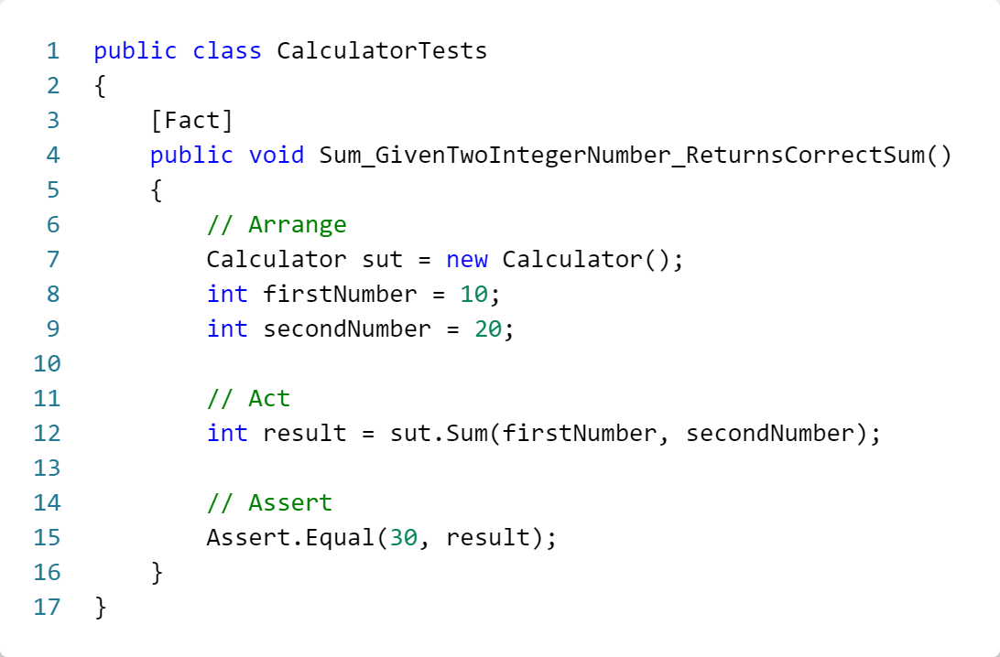 1 public class CalculatorTests
2 {
3     [Fact]
4     public void Sum_GivenTwoIntegerNumber_ReturnsCorrectSum()
5     {
6         // Arrange
7         Calculator sut = new Calculator();
8         int firstNumber = 10;
9         int secondNumber = 20;
10
11         // Act
12         int result = sut.Sum(firstNumber, secondNumber);
13
14         // Assert
15         Assert.Equal(30, result);
16     }
17 }